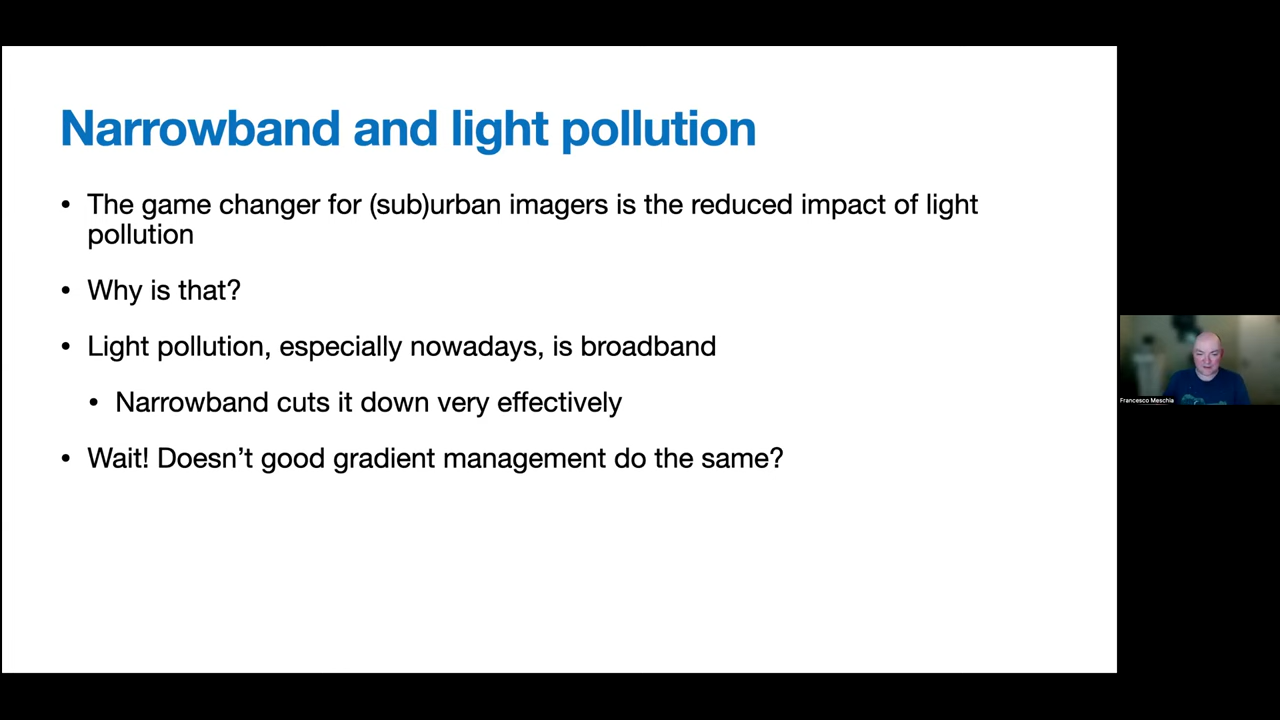 Narrowband and light pollution
• The game changer for (sub)urban imagers is the reduced impact of light
pollution
• Why is that?
• Light pollution, especially nowadays, is broadband
• Narrowband cuts it down very effectively
• Wait! Doesn’t good gradient management do the same?
Francesco Meschia